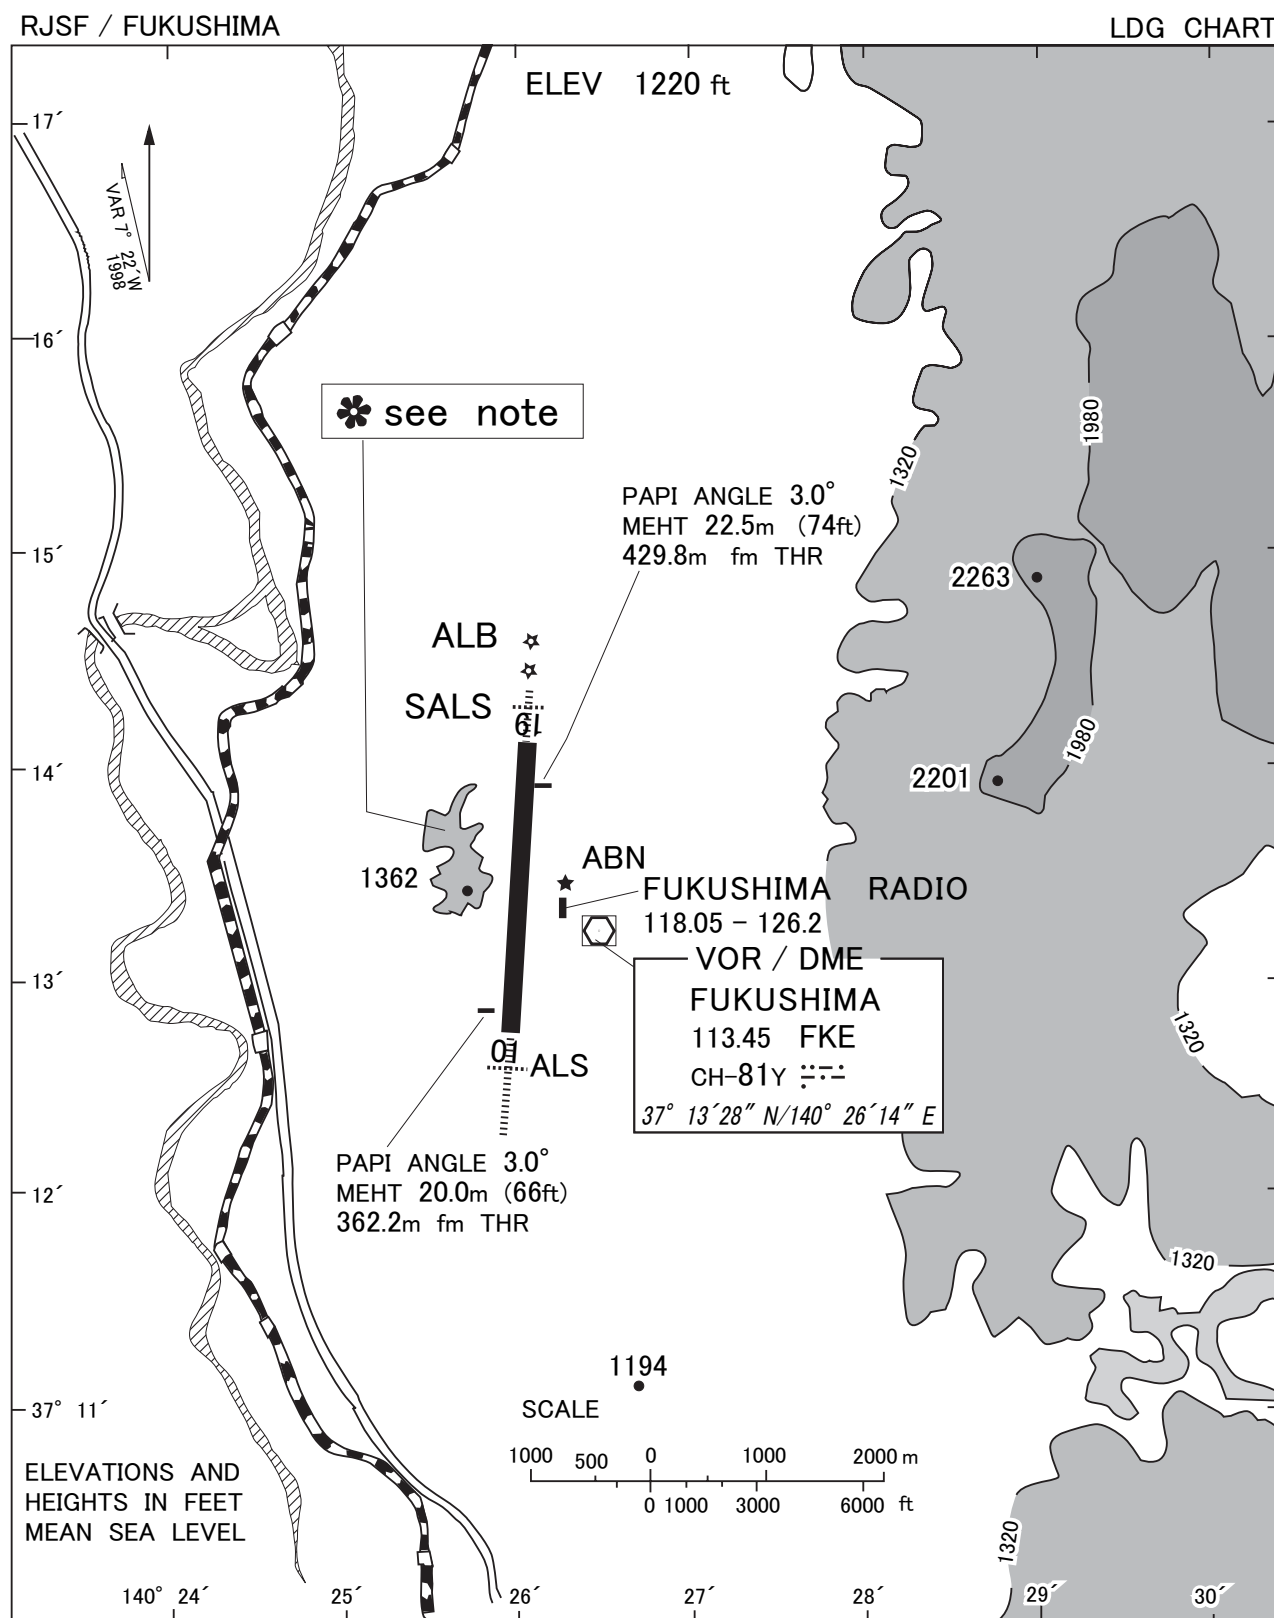 RJSF / FUKUSHIMA
LDG CHART
ELEV 1220 ft
17′
VAR 7° 22′W
1998
16′
see note
1980
1320
PAPI ANGLE 3.0°
MEHT 22.5m (74ft)
429.8m fm THR
15′
2263
ALB
SALS
19
1980
14′
2201
1362
ABN
FUKUSHIMA RADIO
118.05 – 126.2
VOR / DME
FUKUSHIMA
113.45 FKE
CH–81Y
37° 13′28″ N/140° 26′14″ E
13′
1320
01
ALS
PAPI ANGLE 3.0°
MEHT 20.0m (66ft)
362.2m fm THR
12′
1320
1194
SCALE
37° 11′
1000 500 0 1000 2000 m
0 1000 3000 6000 ft
ELEVATIONS AND
HEIGHTS IN FEET
MEAN SEA LEVEL
1320
140° 24′ 25′ 26′ 27′ 28′ 29′ 30′